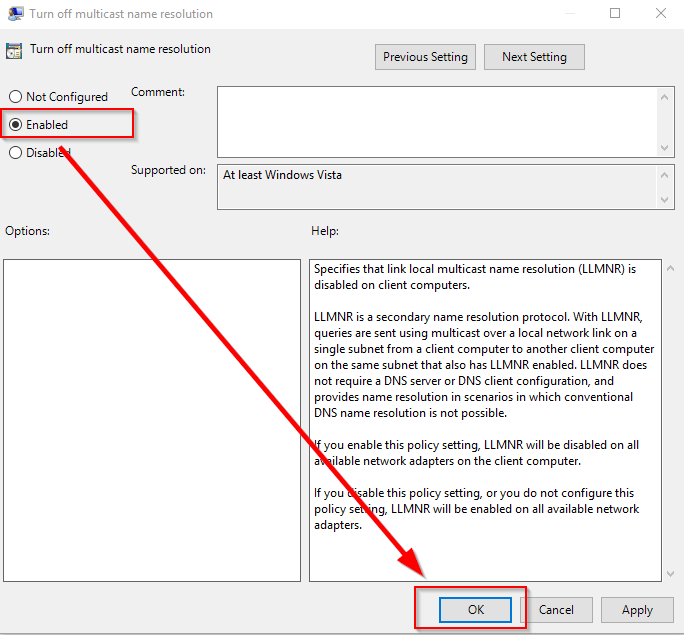 Turn off multicast name resolution
Turn off multicast name resolution
Previous Setting
Next Setting
Not Configured
Comment:
Enabled
Disabled
Supported on:
At least Windows Vista
Options:
Help:
Specifies that link local multicast name resolution (LLMNR) is
disabled on client computers.
LLMNR is a secondary name resolution protocol. With LLMNR,
queries are sent using multicast over a local network link on a
single subnet from a client computer to another client computer
on the same subnet that also has LLMNR enabled. LLMNR does
not require a DNS server or DNS client configuration, and
provides name resolution in scenarios in which conventional
DNS name resolution is not possible.
If you enable this policy setting, LLMNR will be disabled on all
available network adapters on the client computer.
If you disable this policy setting, or you do not configure this
policy setting, LLMNR will be enabled on all available network
adapters.
OK
Cancel
Apply